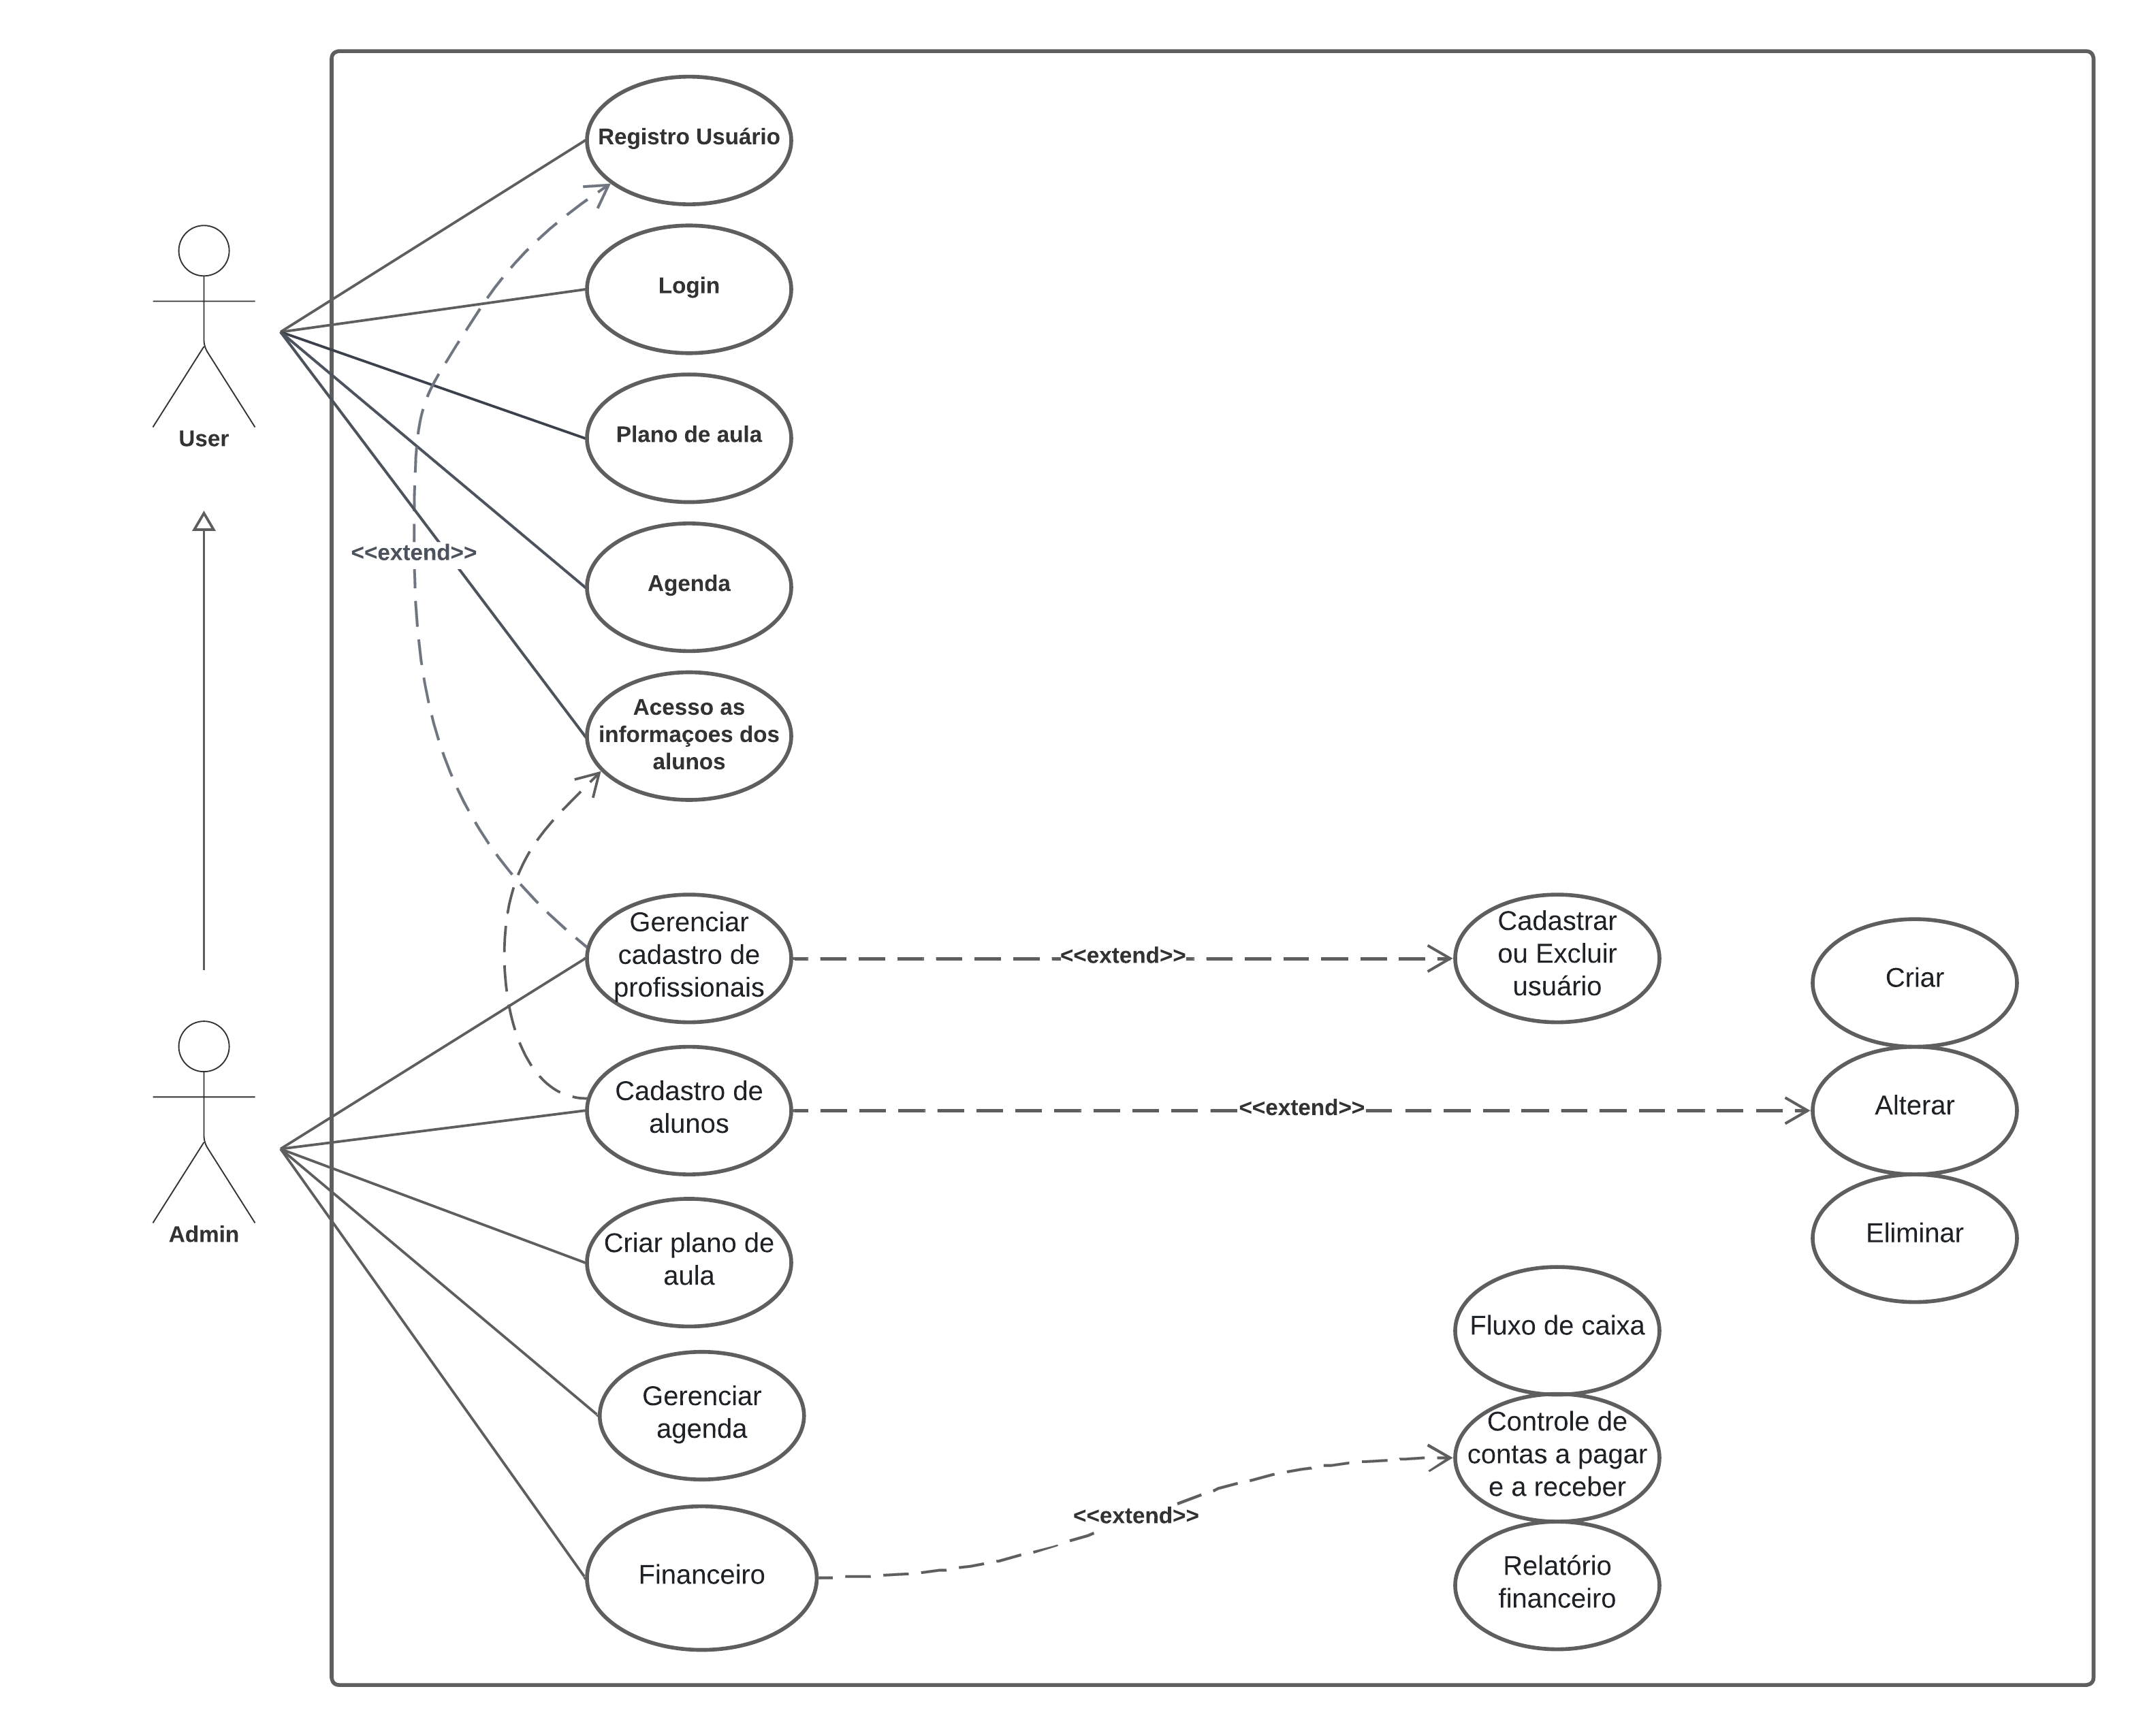 Registro Usuário
Login
User
Plano de aula
<<extend>>
Agenda
Acesso as
informaçoes dos
alunos
Gerenciar
cadastro de
profissionais
<<extend>>
Cadastrar
ou Excluir
usuário
Criar
Cadastro de
alunos
<<extend>>
Alterar
Admin
Criar plano de
aula
Eliminar
Fluxo de caixa
Gerenciar
agenda
Controle de
contas a pagar
e a receber
<<extend>>
Financeiro
Relatório
financeiro